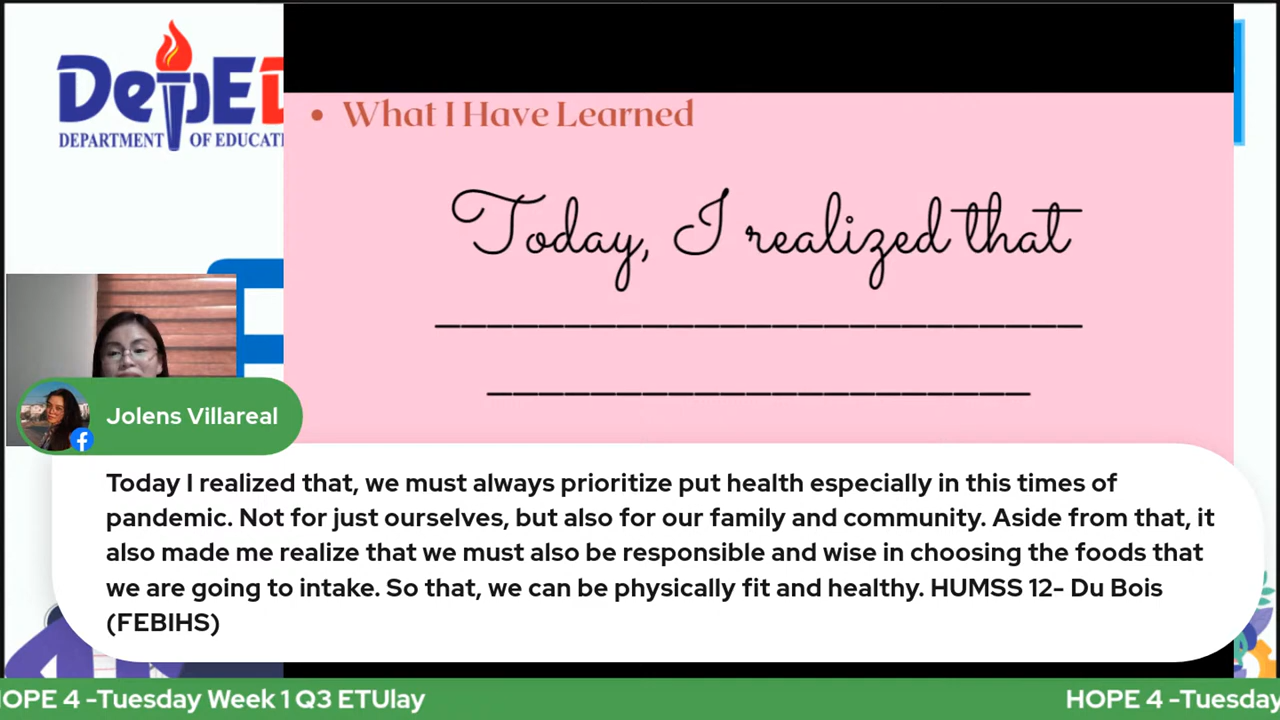 DepED
DEPARTMENT OF EDUCATI
• What I Have Learned
Today, I realized that
Jolens Villareal
Today I realized that, we must always prioritize put health especially in this times of
pandemic. Not for just ourselves, but also for our family and community. Aside from that, it
also made me realize that we must also be responsible and wise in choosing the foods that
we are going to intake. So that, we can be physically fit and healthy. HUMSS 12- Du Bois
(FEBIHS)
HOPE 4 -Tuesday Week 1 Q3 ETUlay
HOPE 4 -Tuesday